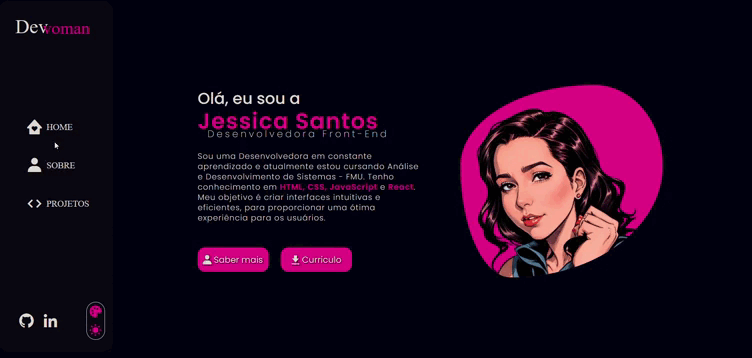 Devwoman
HOME
SOBRE
PROJETOS
Olá, eu sou a
Jessica Santos
Desenvolvedora Front-End
Sou uma Desenvolvedora em constante
aprendizado e atualmente estou cursando Análise
e Desenvolvimento de Sistemas - FMU. Tenho
conhecimento em HTML, CSS, JavaScript e React.
Meu objetivo é criar interfaces intuitivas e
eficientes, para proporcionar uma ótima
experiência para os usuários.
Saber mais
Curriculo
in